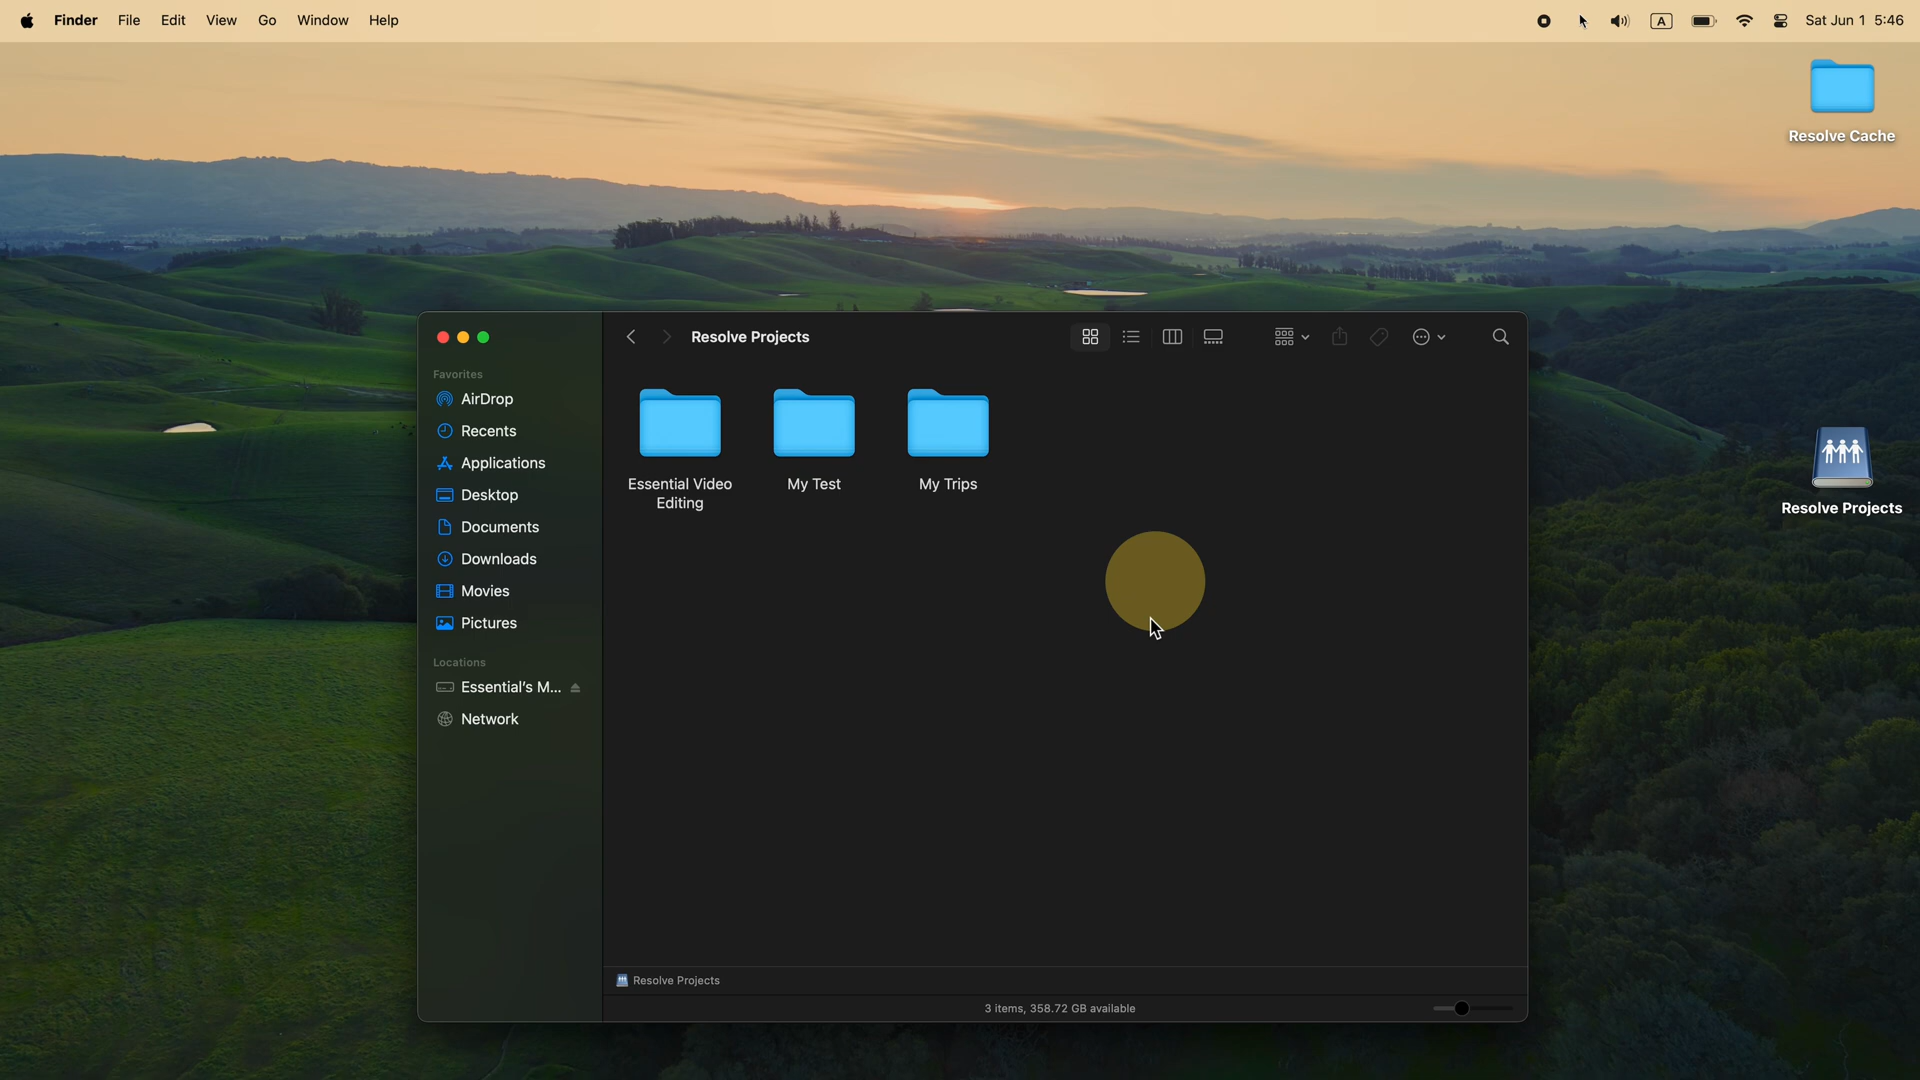 Finder File Edit View Go Window Help
A Sat Jun 1 5:46
Resolve Cache
Resolve Projects
Resolve Projects
Favorites
AirDrop
Recents
Applications
Desktop
Documents
Downloads
Movies
Pictures
Locations
Essential's M...
Network
Essential Video
Editing
My Test
My Trips
Resolve Projects
3 items, 358.72 GB available